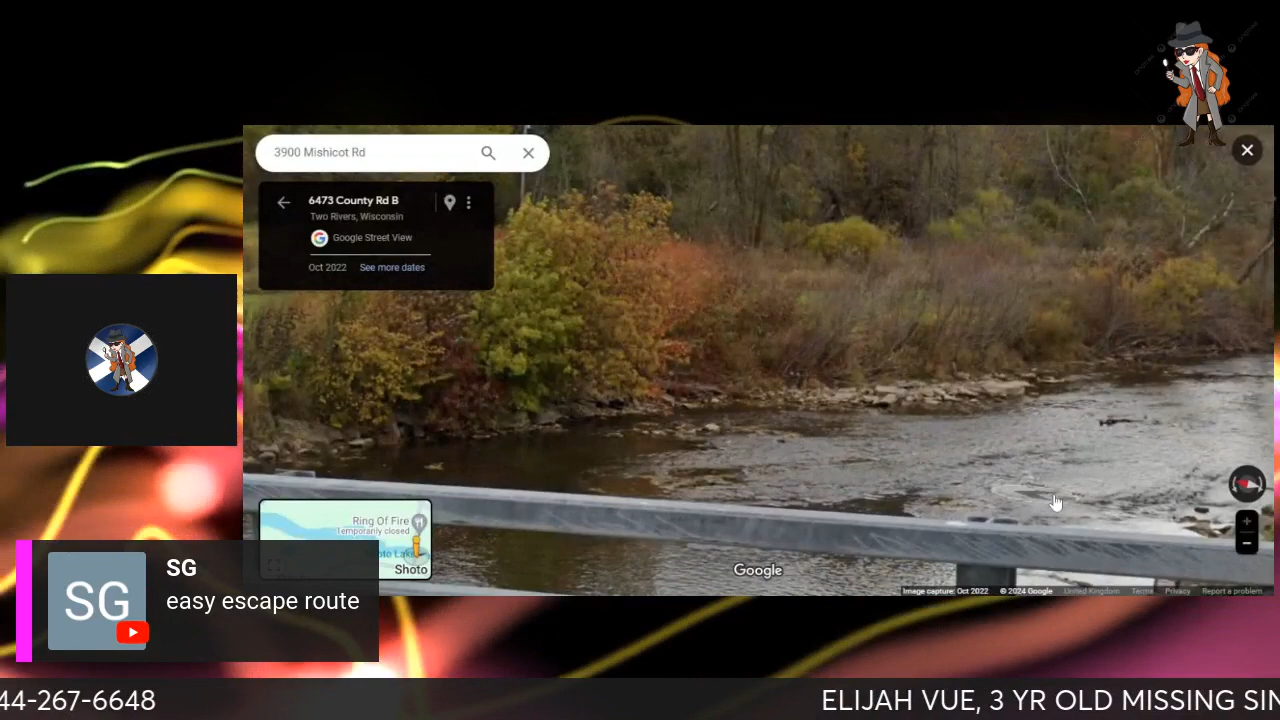 3900 Mishicot Rd
6473 County Rd B
Two Rivers, Wisconsin
Google Street View
Oct 2022 See more dates
Ring Of Fire
Temporarily closed
Shoto
Google
Image capture: Oct 2022 © 2024 Google United Kingdom Terms Privacy Report a problem
SG
SG
easy escape route
44-267-6648
ELIJAH VUE, 3 YR OLD MISSING SIN